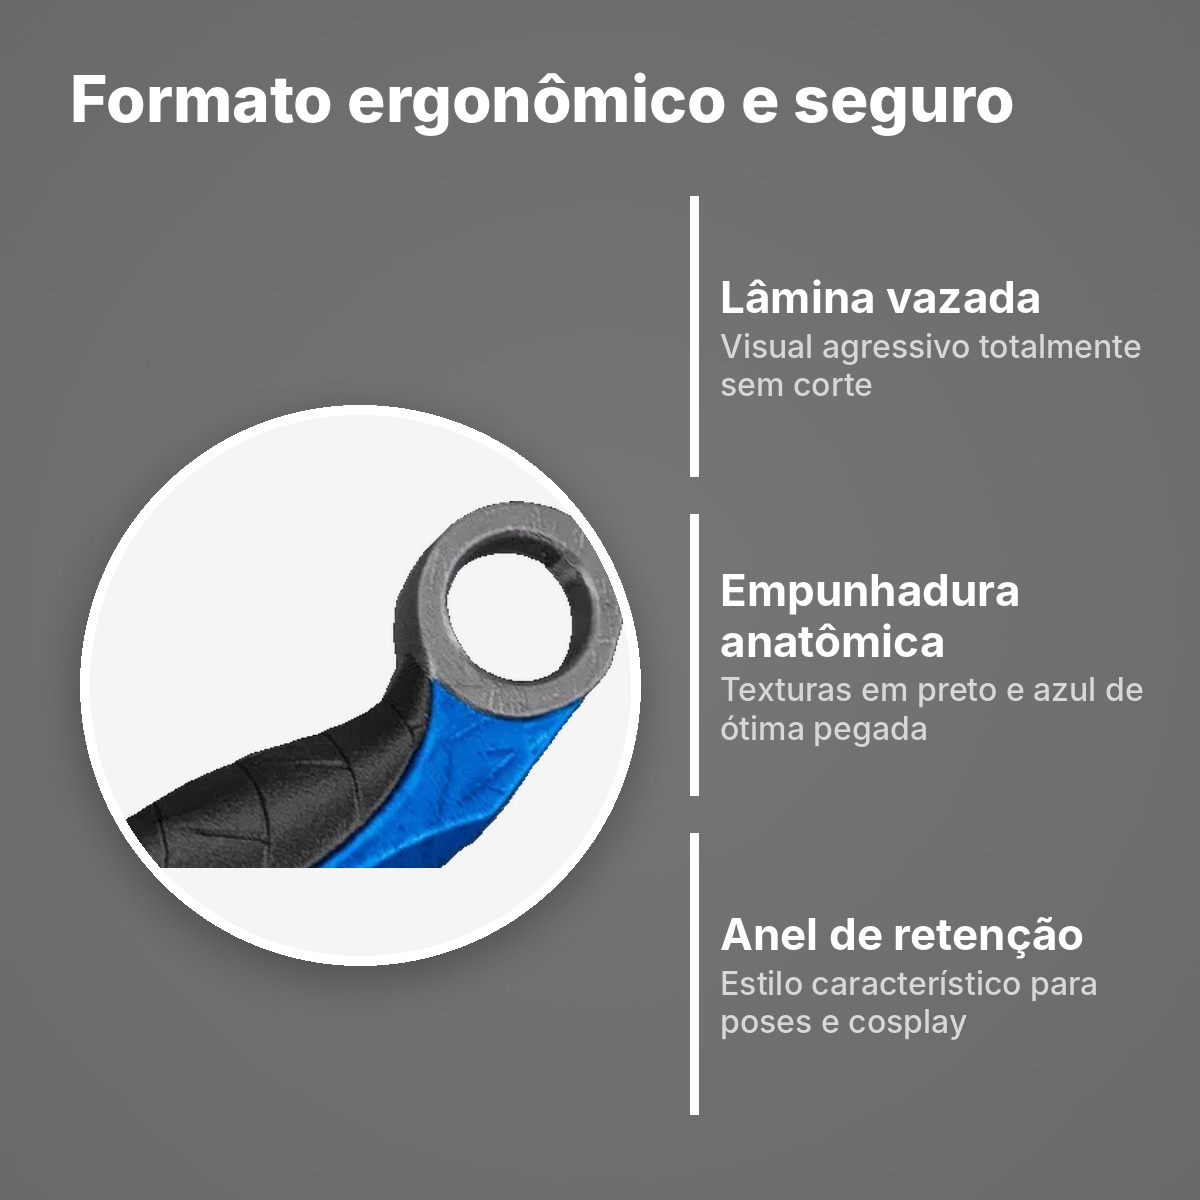 Formato ergonômico e seguro
Lâmina vazada
Visual agressivo totalmente
sem corte
Empunhadura
anatômica
Texturas em preto e azul de
ótima pegada
Anel de retenção
Estilo característico para
poses e cosplay